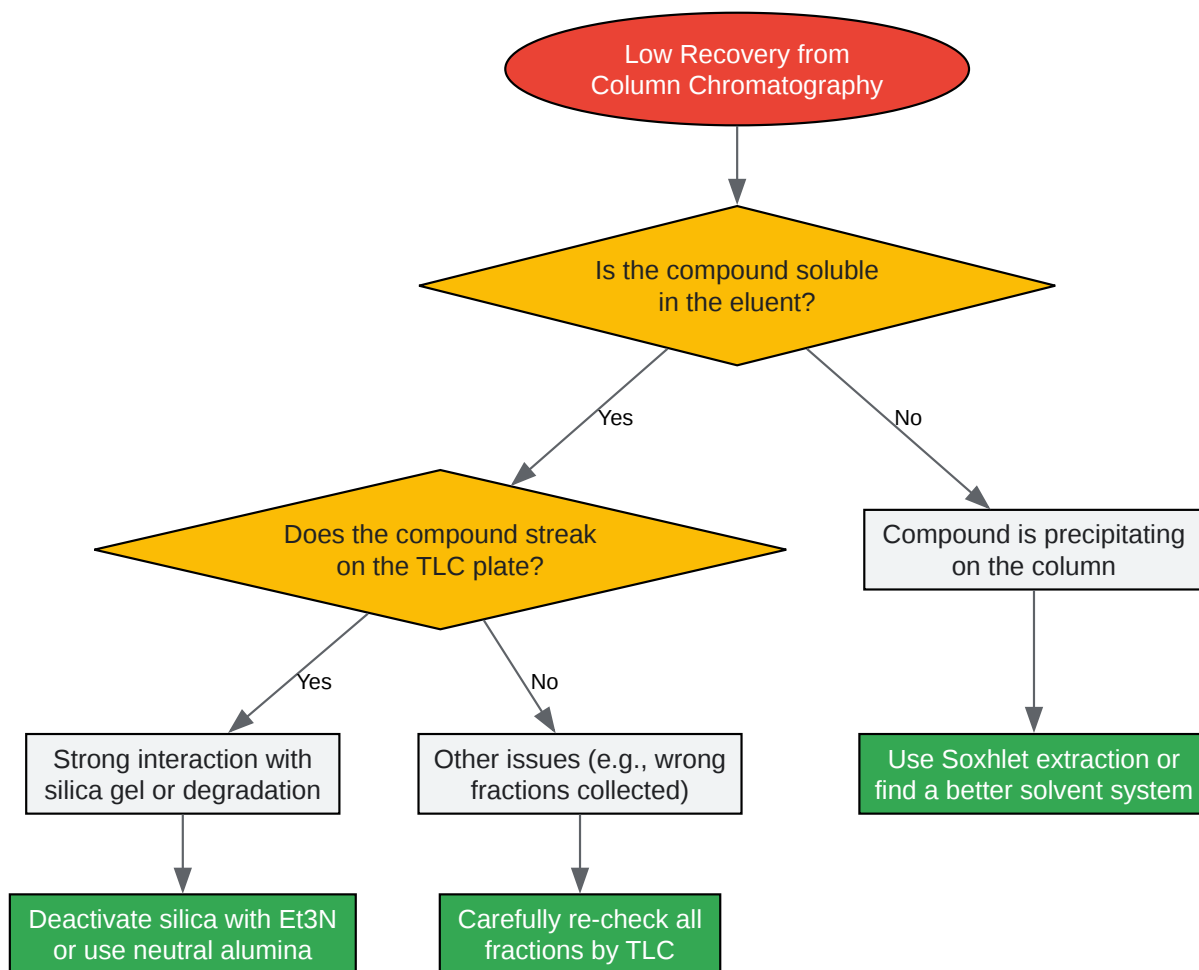 Low Recovery from
Column Chromatography
Is the compound soluble
in the eluent?
Yes
No
Does the compound streak
on the TLC plate?
Compound is precipitating
on the column
Yes
No
Strong interaction with
silica gel or degradation
Other issues (e.g., wrong
fractions collected)
Use Soxhlet extraction or
find a better solvent system
Deactivate silica with Et3N
or use neutral alumina
Carefully re-check all
fractions by TLC